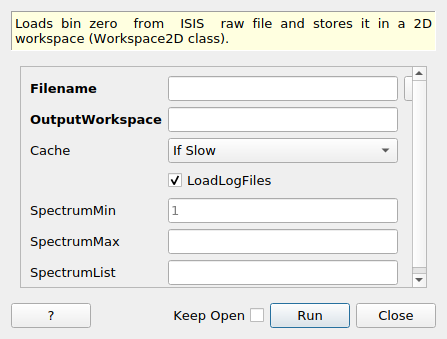 Loads bin zero from ISIS raw file and stores it in a 2D
workspace (Workspace2D class).
Filename
OutputWorkspace
Cache If Slow
LoadLogFiles
SpectrumMin 1
SpectrumMax
SpectrumList
? Keep Open Run Close